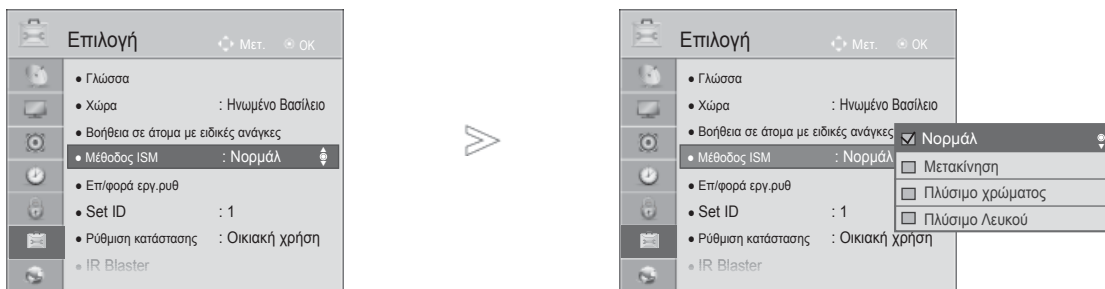 Επιλογή Μετ. OK
● Γλώσσα
● Χώρα : Ηνωμένο Βασίλειο
● Βοήθεια σε άτομα με ειδικές ανάγκες
● Μέθοδος ISM : Νορμάλ
● Επ/φορά εργ.ρυθ
● Set ID : 1
● Ρύθμιση κατάστασης : Οικιακή χρήση
● IR Blaster
Επιλογή Μετ. OK
● Γλώσσα
● Χώρα : Ηνωμένο Βασίλειο
● Βοήθεια σε άτομα με ειδικές ανάγκες
● Μέθοδος ISM : Νορμάλ
● Επ/φορά εργ.ρυθ
● Set ID : 1
● Ρύθμιση κατάστασης : Οικιακή χρήση
● IR Blaster
Νορμάλ
Μετακίνηση
Πλύσιμο χρώματος
Πλύσιμο Λευκού